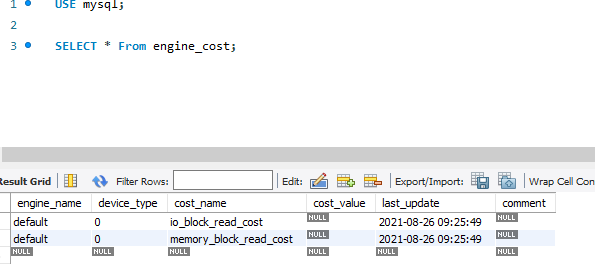 1 USE mysql;
2
3 SELECT * From engine_cost;
Result Grid Filter Rows: Edit: Export/Import: Wrap Cell Con
engine_name device_type cost_name cost_value last_update comment
default 0 io_block_read_cost NULL 2021-08-26 09:25:49 NULL
default 0 memory_block_read_cost NULL 2021-08-26 09:25:49 NULL
NULL NULL NULL NULL NULL NULL